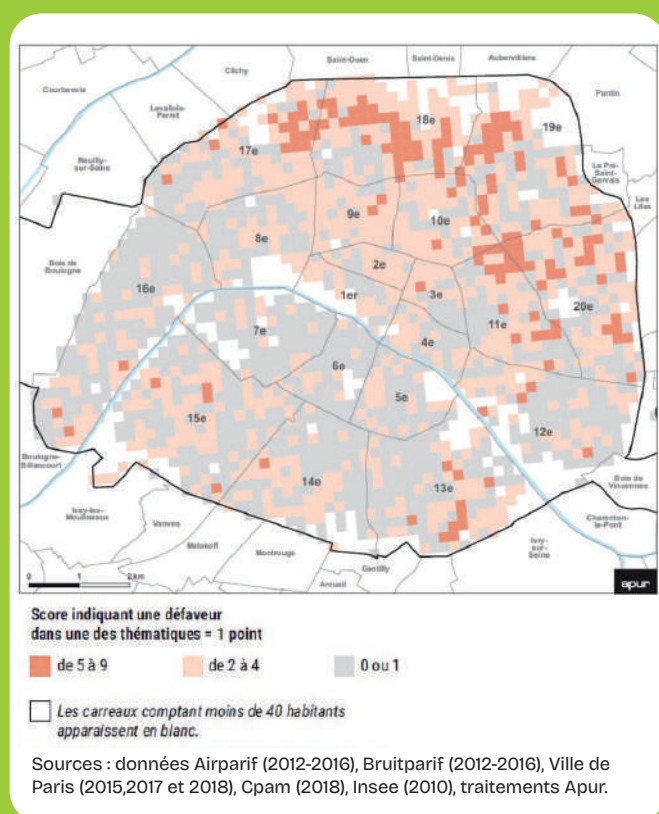 Saint-Ouen
Saint-Denis
Aubervilliers
Clichy
Courbevoie
Levallois-Perret
Pantin
18e
19e
17e
Neuilly-sur-Seine
Le Pré-Saint-Gervais
Les Lilas
9e
10e
8e
Bois de Boulogne
2e
16e
1er
3e
20e
7e
11e
4e
6e
5e
15e
12e
Boulogne-Billancourt
14e
13e
Bois de Vincennes
Issy-les-Moulineaux
Vanves
Charenton-le-Pont
Malakoff
Montrouge
Ivry-sur-Seine
Gentilly
Arcueil
0 1 2 km
apur
Score indiquant une défaveur
dans une des thématiques = 1 point
de 5 à 9 de 2 à 4 0 ou 1
Les carreaux comptant moins de 40 habitants
apparaissent en blanc.
Sources : données Airparif (2012-2016), Bruitparif (2012-2016), Ville de
Paris (2015,2017 et 2018), Cpam (2018), Insee (2010), traitements Apur.